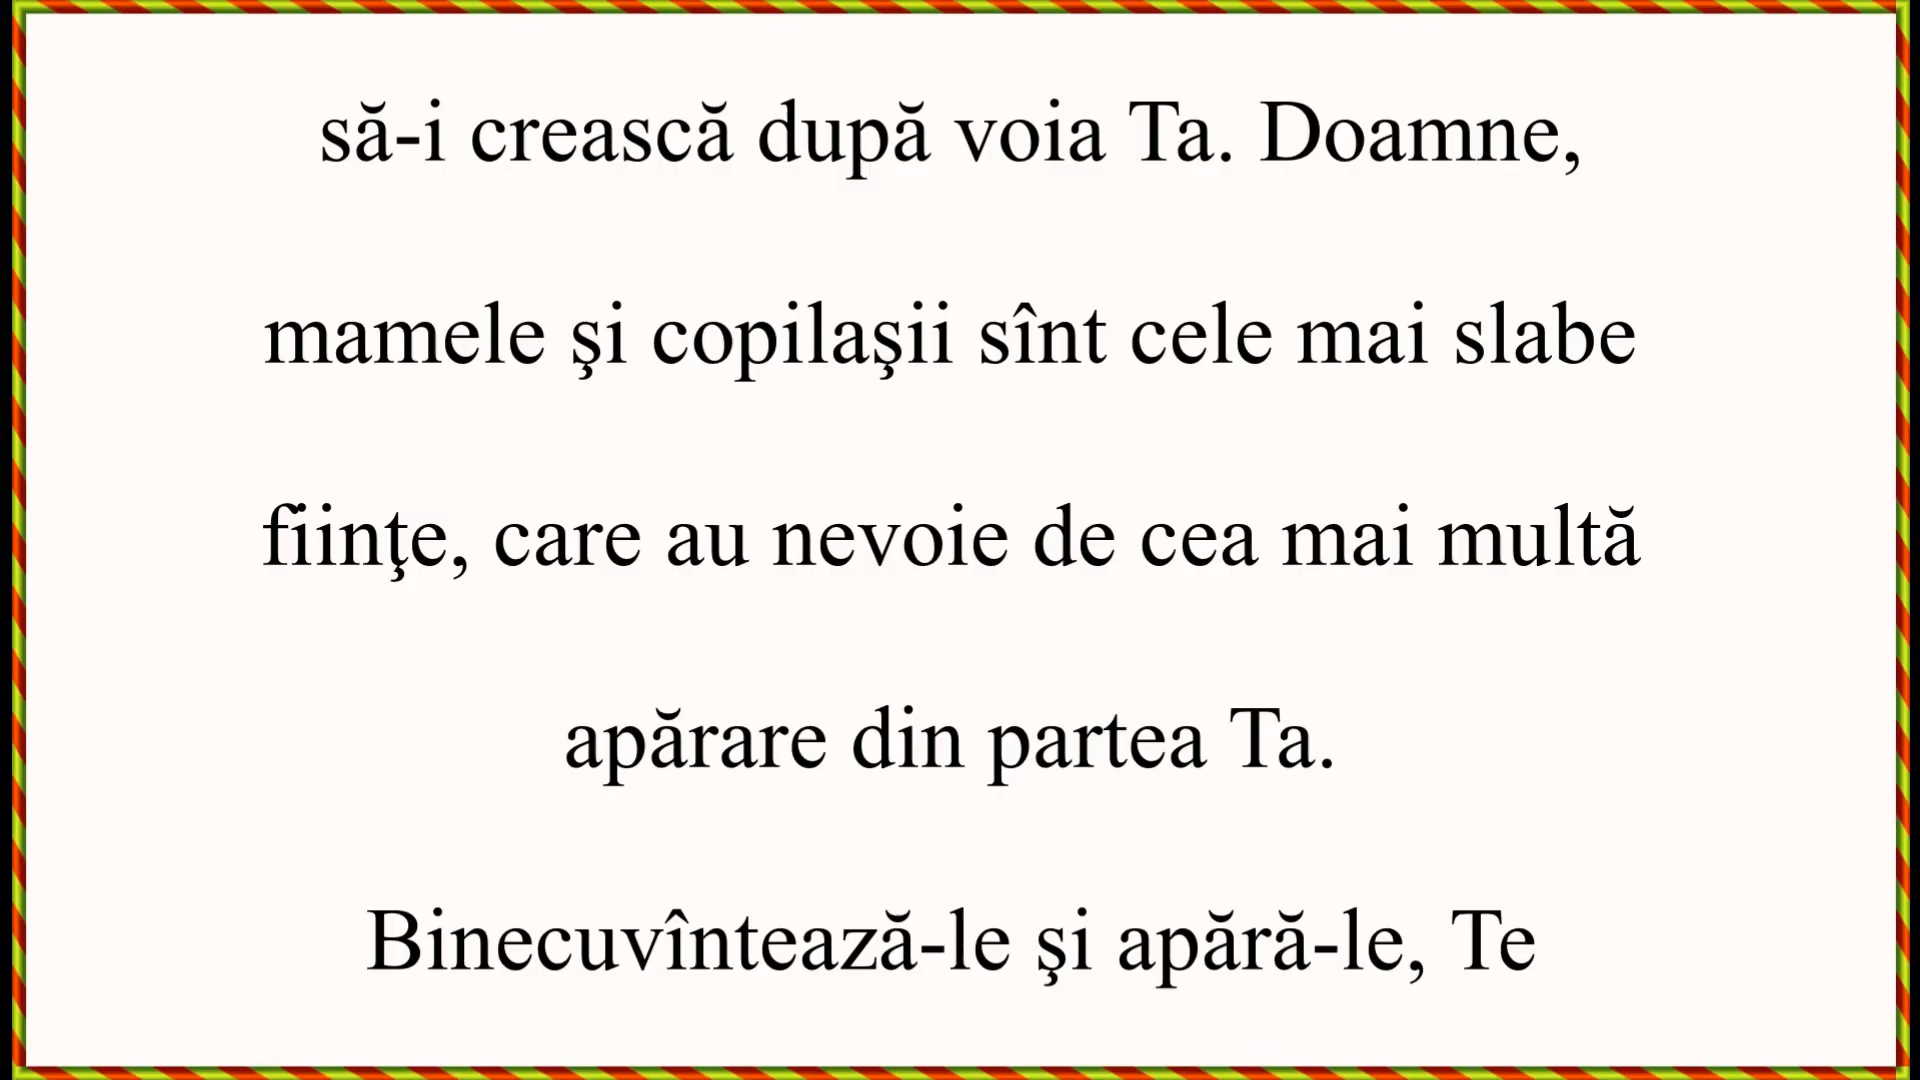 să-i crească după voia Ta. Doamne,
mamele şi copilaşii sînt cele mai slabe
fiinţe, care au nevoie de cea mai multă
apărare din partea Ta.
Binecuvîntează-le şi apără-le, Te